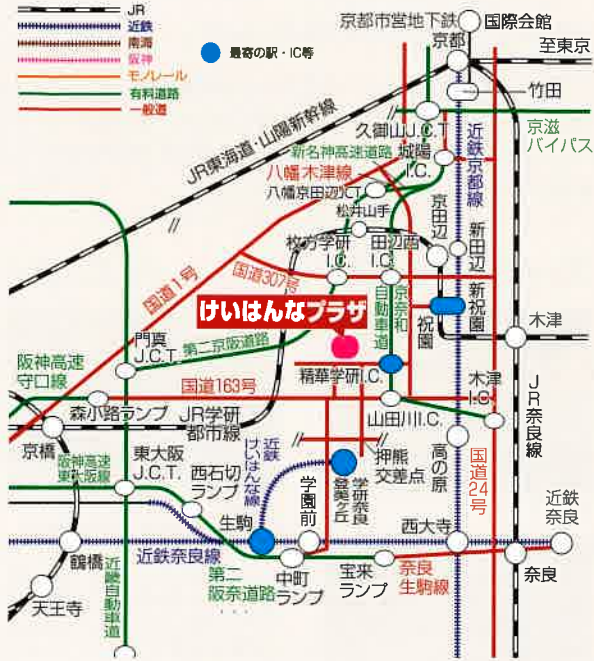 JR
近鉄
南海
阪神
モノレール
有料道路
一般道
最寄の駅・IC等
京都市営地下鉄
国際会館
京都
至東京
竹田
久御山J.C.T
京滋
バイパス
JR東海道・山陽新幹線
新名神高速道路
城陽
I.C.
八幡木津線
八幡京田辺J.C.T
近鉄京都線
松井山手
京田辺
新田辺
枚方学研
I.C.
田辺西
I.C.
国道1号
国道307号
けいはんなプラザ
京奈和
自動車道
祝園
新祝園
木津
門真
J.C.T.
第二京阪道路
阪神高速
守口線
精華学研I.C.
国道163号
木津
I.C.
森小路ランプ
JR学研
都市線
山田川I.C.
JR奈良線
京橋
阪神高速
東大阪線
東大阪
J.C.T.
西石切
ランプ
近鉄
けいはんな線
押熊
交差点
高の原
国道
24号
学園前
学研奈良
登美ヶ丘
生駒
西大寺
近鉄
奈良
近鉄奈良線
鶴橋
近畿自動車道
第二
阪奈道路
中町
ランプ
宝来
ランプ
奈良
生駒線
奈良
天王寺